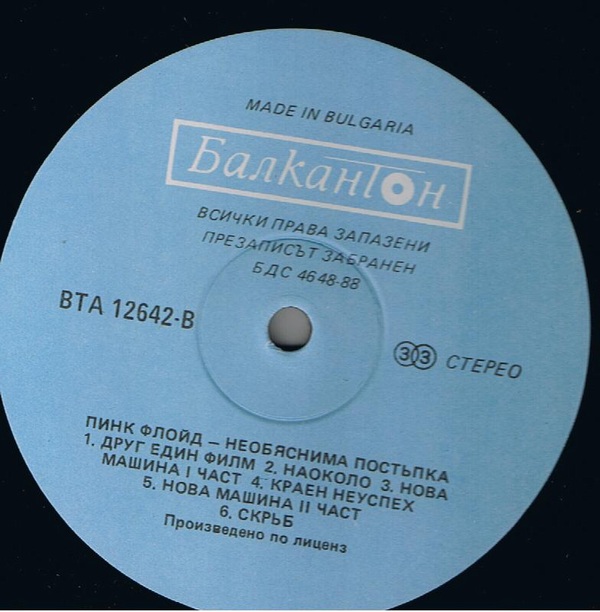 MADE IN BULGARIA
БалканТон
ВСИЧКИ ПРАВА ЗАПАЗЕНИ
ПРЕЗАПИСЪТ ЗАБРАНЕН
БДС 4648-88
ВТА 12642-В
33 СТЕРЕО
ПИНК ФЛОЙД – НЕОБЯСНИМА ПОСТЪПКА
1. ДРУГ ЕДИН ФИЛМ 2. НАОКОЛО 3. НОВА
МАШИНА I ЧАСТ 4. КРАЕН НЕУСПЕХ
5. НОВА МАШИНА II ЧАСТ
6. СКРЪБ
Произведено по лиценз